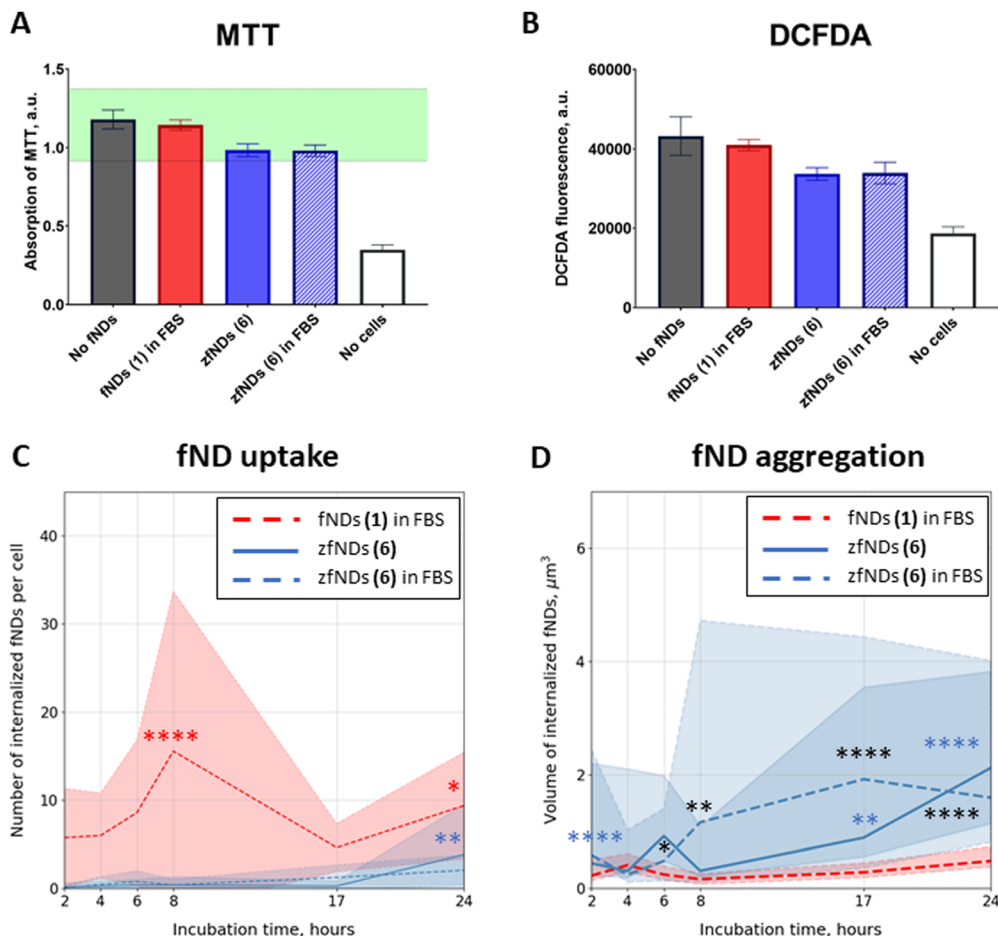 A
MTT
Absorption of MTT, a.u.
1.5
1.0
0.5
0.0
No fNDs
fNDs (1) in FBS
zfNDs (6)
zfNDs (6) in FBS
No cells
B
DCFDA
DCFDA fluorescence, a.u.
60000
40000
20000
0
No fNDs
fNDs (1) in FBS
zfNDs (6)
zfNDs (6) in FBS
No cells
C
fND uptake
Number of internalized fNDs per cell
40
30
20
10
0
fNDs (1) in FBS
zfNDs (6)
zfNDs (6) in FBS
****
*
**
2 4 6 8 17 24
Incubation time, hours
D
fND aggregation
Volume of internalized fNDs, μm³
6
4
2
0
fNDs (1) in FBS
zfNDs (6)
zfNDs (6) in FBS
****
****
**
**
****
****
*
2 4 6 8 17 24
Incubation time, hours